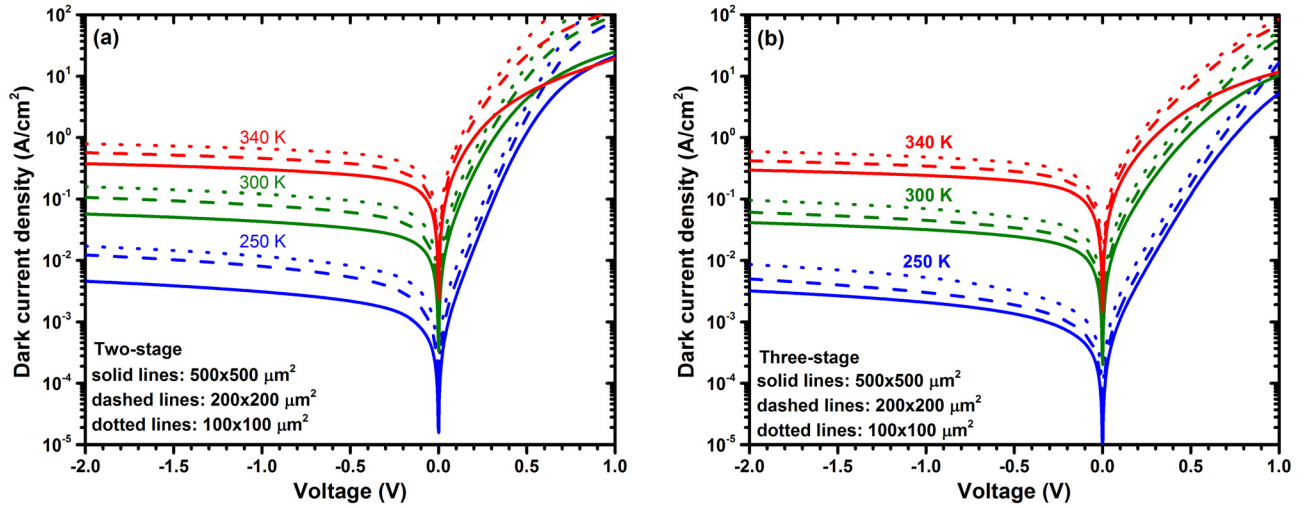 (a)
10²
10¹
10⁰
10⁻¹
10⁻²
10⁻³
10⁻⁴
10⁻⁵
Dark current density (A/cm²)
340 K
300 K
250 K
Two-stage
solid lines: 500x500 μm²
dashed lines: 200x200 μm²
dotted lines: 100x100 μm²
-2.0 -1.5 -1.0 -0.5 0.0 0.5 1.0
Voltage (V)
(b)
10²
10¹
10⁰
10⁻¹
10⁻²
10⁻³
10⁻⁴
10⁻⁵
Dark current density (A/cm²)
340 K
300 K
250 K
Three-stage
solid lines: 500x500 μm²
dashed lines: 200x200 μm²
dotted lines: 100x100 μm²
-2.0 -1.5 -1.0 -0.5 0.0 0.5 1.0
Voltage (V)